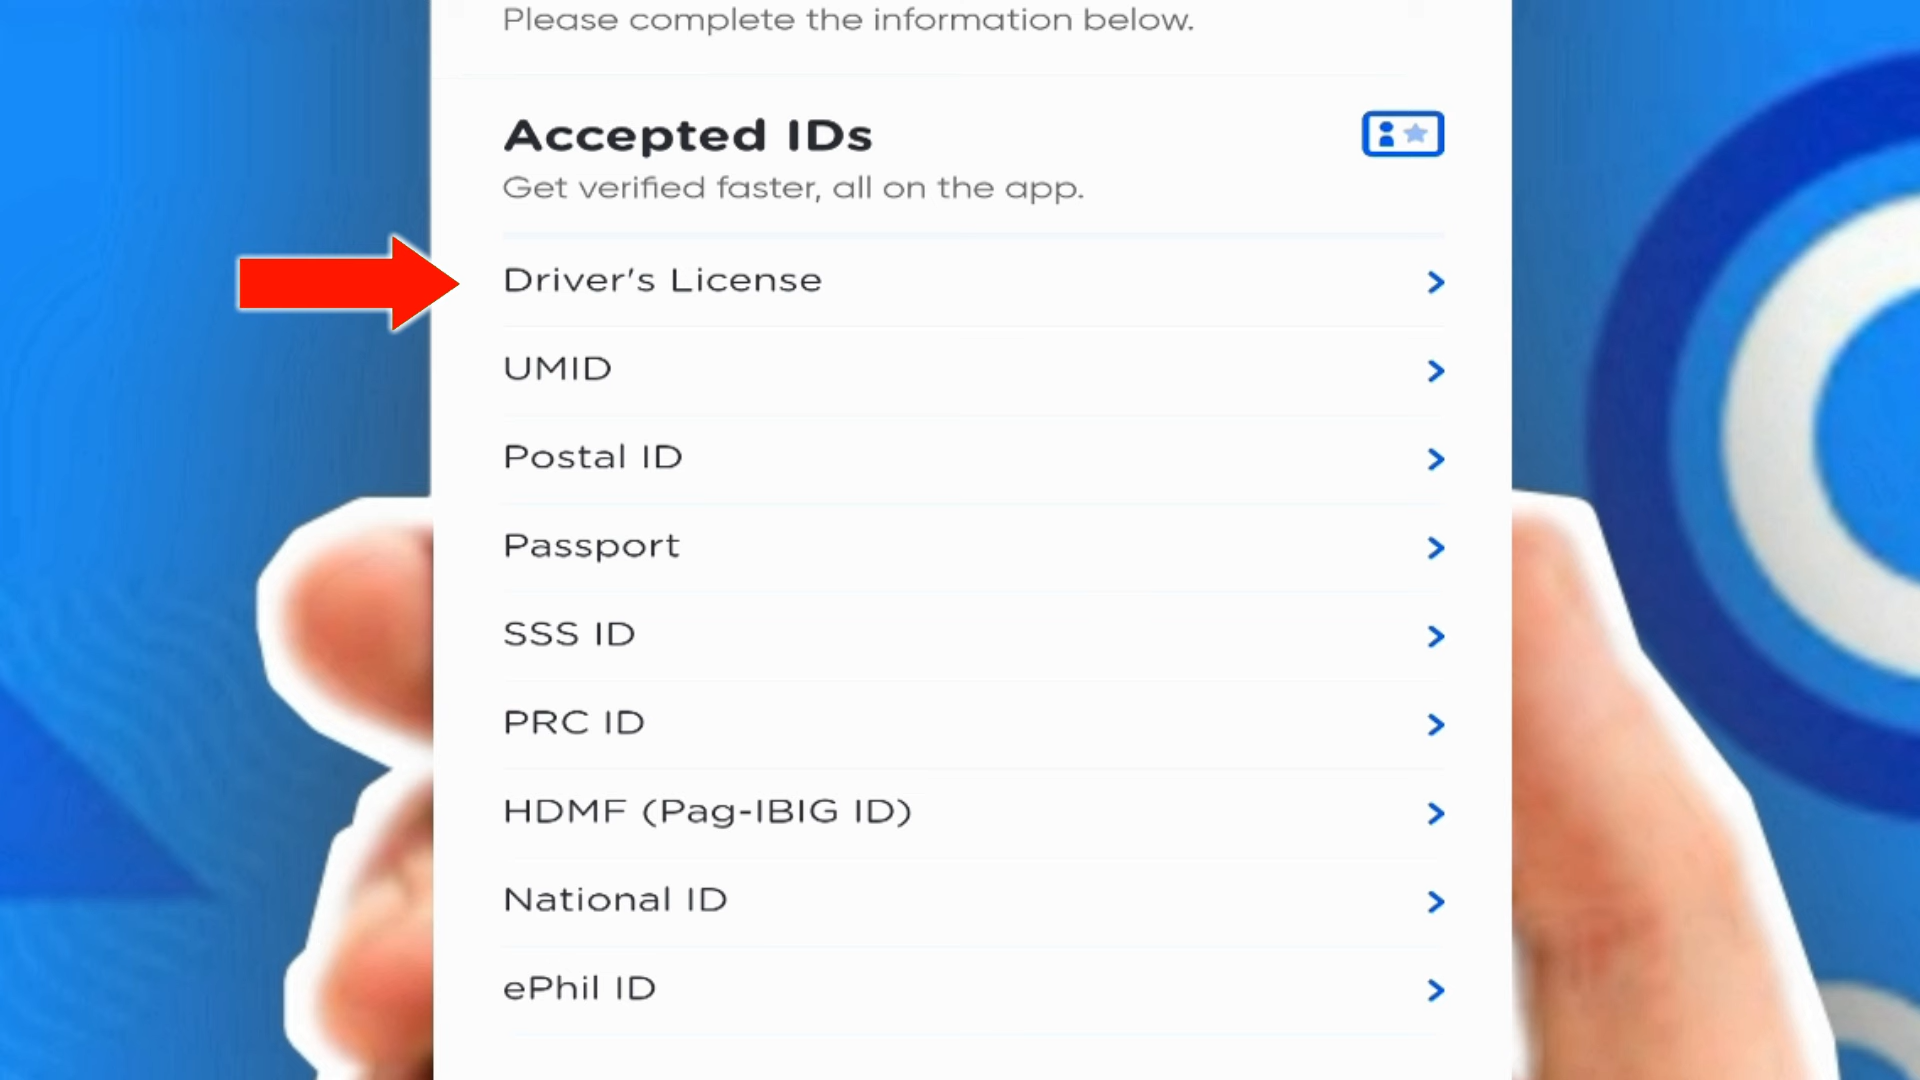 Please complete the information below.
Accepted IDs
Get verified faster, all on the app.
Driver's License
UMID
Postal ID
Passport
SSS ID
PRC ID
HDMF (Pag-IBIG ID)
National ID
ePhil ID